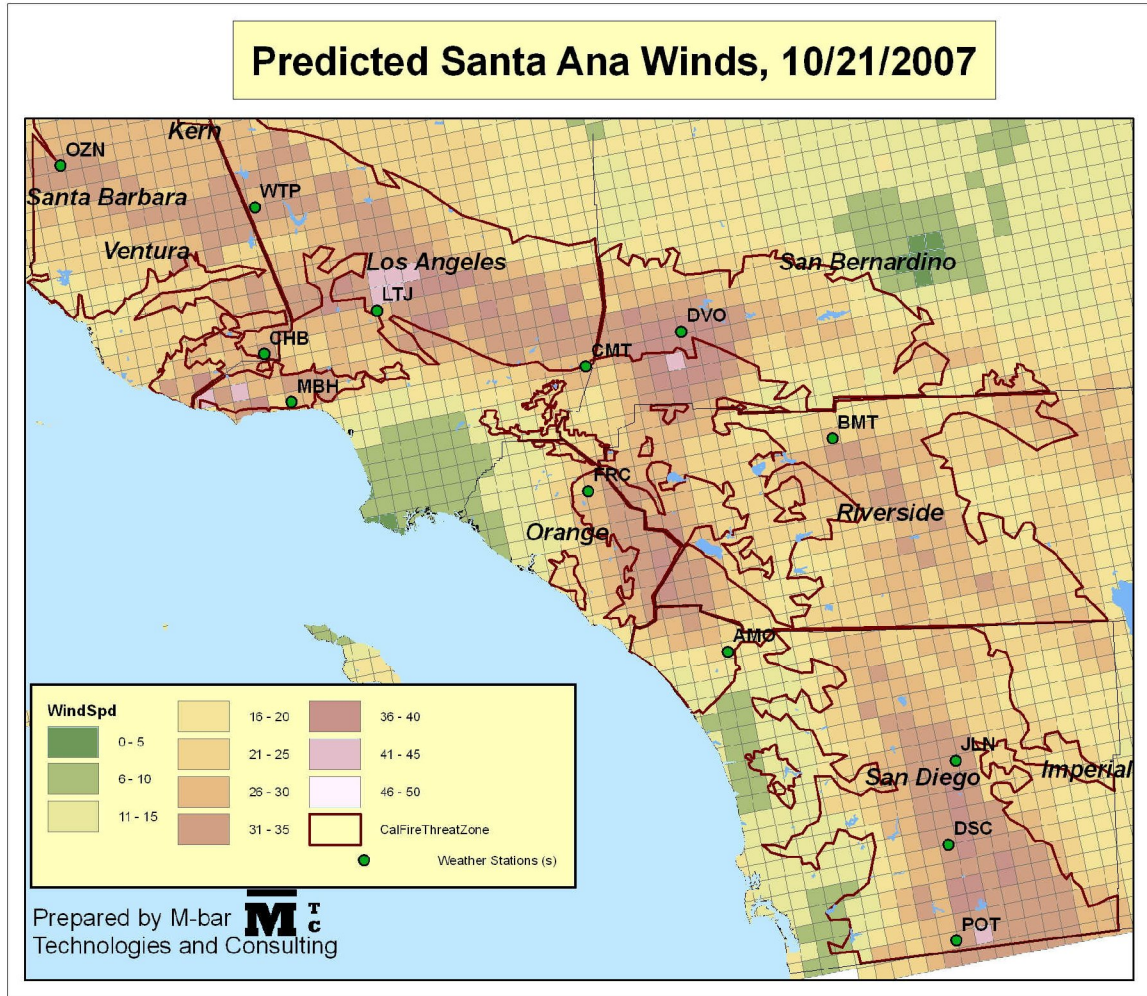 Predicted Santa Ana Winds, 10/21/2007
Kern
OZN
Santa Barbara
WTP
Ventura
Los Angeles
San Bernardino
LTJ
DVO
CHB
CMT
MBH
BMT
FRC
Orange
Riverside
AMO
JLN
San Diego
Imperial
DSC
POT
WindSpd
0 - 5
6 - 10
11 - 15
16 - 20
21 - 25
26 - 30
31 - 35
36 - 40
41 - 45
46 - 50
CalFireThreatZone
Weather Stations (s)
Prepared by M-bar
Technologies and Consulting
M T C